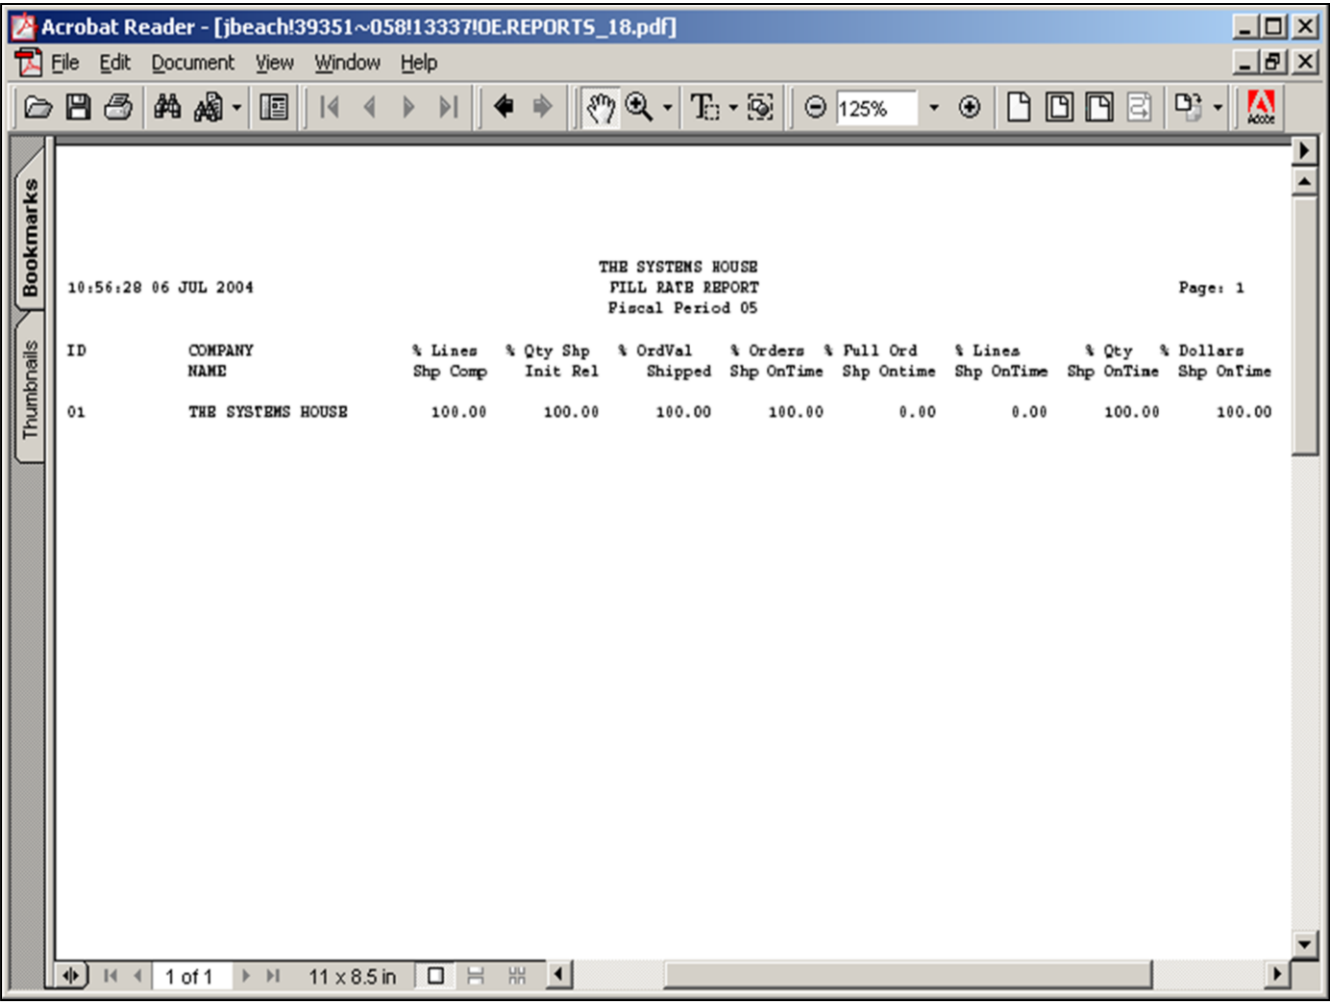 Acrobat Reader - [jbeach!39351~058!13337!OE.REPORTS_18.pdf]
File Edit Document View Window Help
125%
Adobe
Bookmarks
Thumbnails
THE SYSTEMS HOUSE
10:56:28 06 JUL 2004 FILL RATE REPORT Page: 1
Fiscal Period 05
ID COMPANY % Lines % Qty Shp % OrdVal % Orders % Full Ord % Lines % Qty % Dollars
NAME Shp Comp Init Rel Shipped Shp OnTime Shp Ontime Shp OnTime Shp OnTime Shp OnTime
01 THE SYSTEMS HOUSE 100.00 100.00 100.00 100.00 0.00 0.00 100.00 100.00
1 of 1 11 x 8.5 in